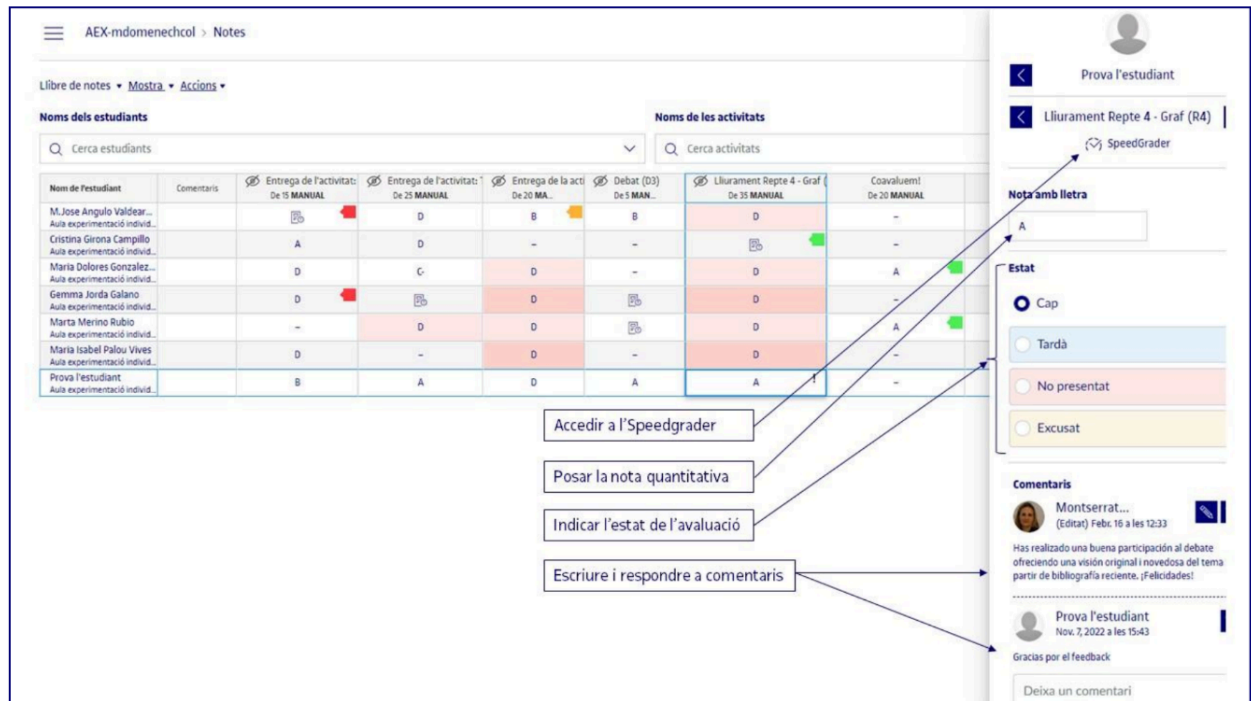 AEX-mdomenechcol > Notes
Llibre de notes Mostra Accions
Noms dels estudiants
Noms de les activitats
Cerca estudiants
Cerca activitats
Nom de l'estudiant Comentaris Entrega de l'activitat: Entrega de l'activitat: Entrega de la acti Debat (D3) Lliurament Repte 4 - Graf ( Coavaluem!
De 15 MANUAL De 25 MANUAL De 20 MA... De 5 MAN... De 35 MANUAL De 20 MANUAL
M.Jose Angulo Valdear... D B B D –
Aula experimentació individ...
Cristina Girona Campillo A D – – –
Aula experimentació individ...
Maria Dolores Gonzalez... D C- D – D A
Aula experimentació individ...
Gemma Jorda Galano D D D –
Aula experimentació individ...
Marta Merino Rubio – D D D A
Aula experimentació individ...
Maria Isabel Palou Vives D – D – D –
Aula experimentació individ...
Prova l'estudiant B A D A A ! –
Aula experimentació individ...
Accedir a l'Speedgrader
Posar la nota quantitativa
Indicar l'estat de l'avaluació
Escriure i respondre a comentaris
Prova l'estudiant
Lliurament Repte 4 - Graf (R4)
SpeedGrader
Nota amb lletra
A
Estat
Cap
Tardà
No presentat
Excusat
Comentaris
Montserrat...
(Editat) Febr. 16 a les 12:33
Has realizado una buena participación al debate
ofreciendo una visión original i novedosa del tema
partir de bibliografía reciente. ¡Felicidades!
Prova l'estudiant
Nov. 7, 2022 a les 15:43
Gracias por el feedback
Deixa un comentari